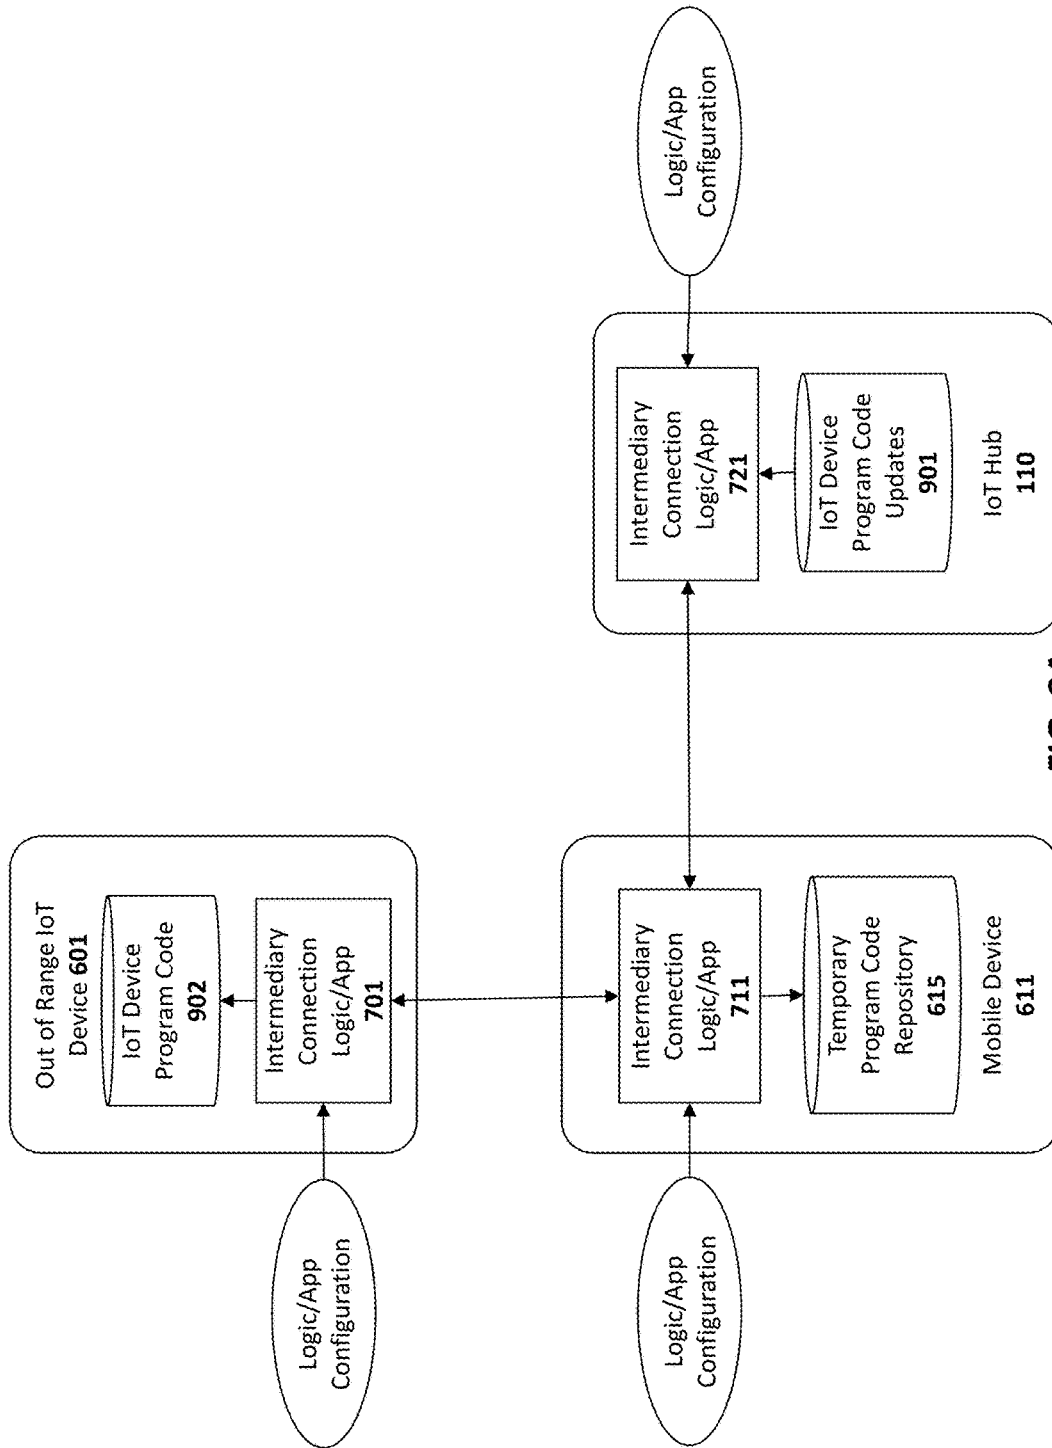 Out of Range IoT
Device 601
IoT Device
Program Code
902
Logic/App
Configuration
Intermediary
Connection
Logic/App
701
Logic/App
Configuration
Intermediary
Connection
Logic/App
711
Temporary
Program Code
Repository
615
Mobile Device
611
Intermediary
Connection
Logic/App
721
Logic/App
Configuration
IoT Device
Program Code
Updates
901
IoT Hub
110